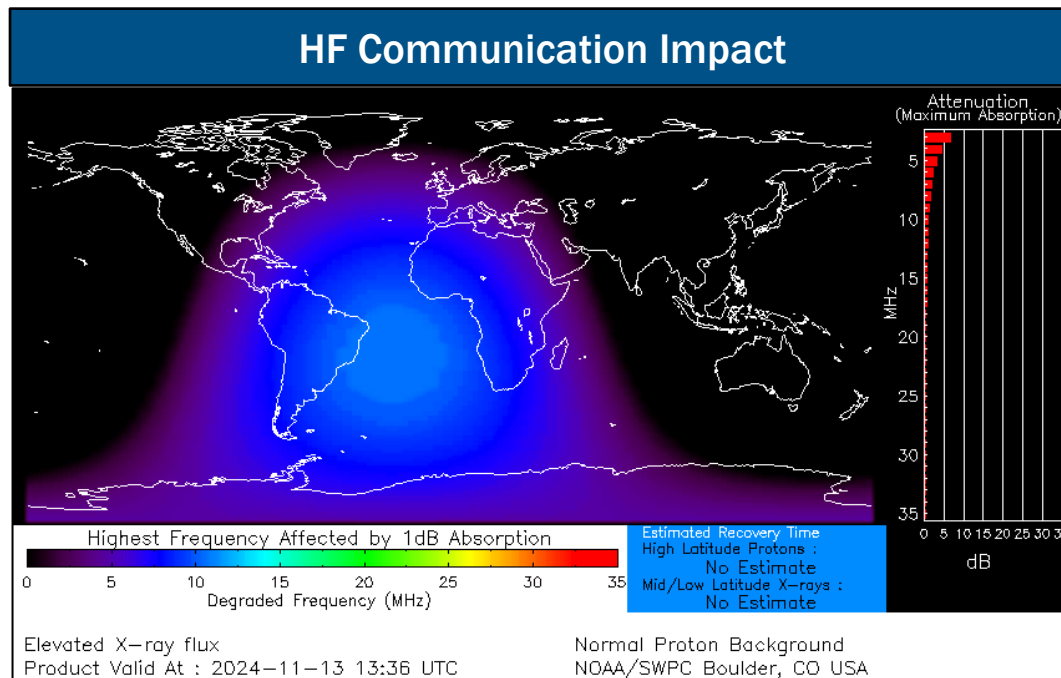 HF Communication Impact
Attenuation
(Maximum Absorption)
5
10
15
20
25
30
35
MHz
0 5 10 15 20 25 30 3
dB
Highest Frequency Affected by 1dB Absorption
0 5 10 15 20 25 30 35
Degraded Frequency (MHz)
Estimated Recovery Time
High Latitude Protons :
No Estimate
Mid/Low Latitude X-rays :
No Estimate
Elevated X-ray flux
Product Valid At : 2024-11-13 13:36 UTC
Normal Proton Background
NOAA/SWPC Boulder, CO USA